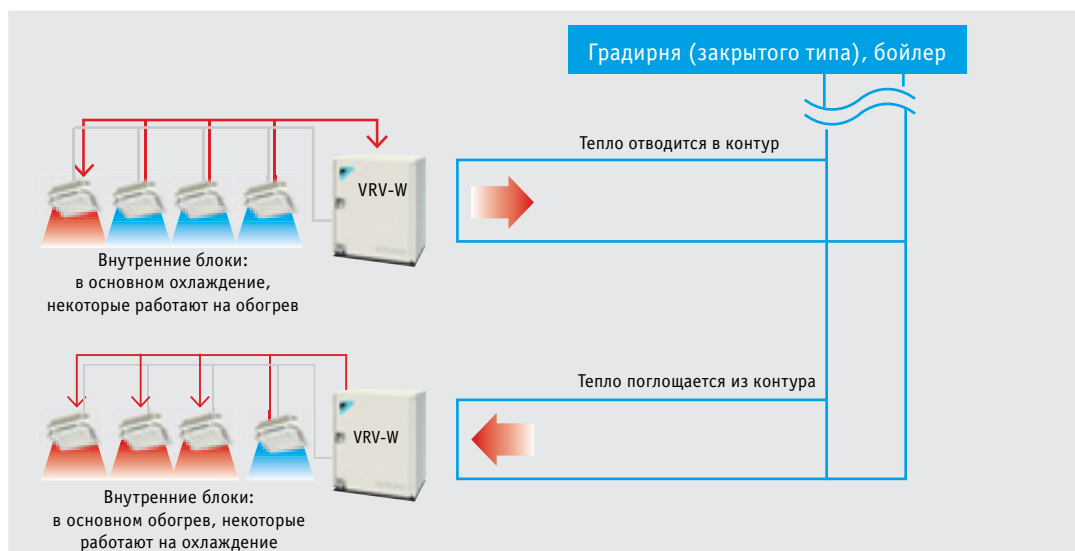 Градирня (закрытого типа), бойлер
Тепло отводится в контур
VRV-W
Внутренние блоки:
в основном охлаждение,
некоторые работают на обогрев
Тепло поглощается из контура
VRV-W
Внутренние блоки:
в основном обогрев, некоторые
работают на охлаждение